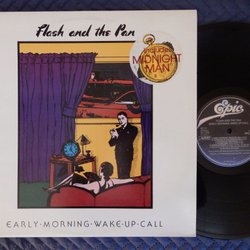 Flash and the Pan
includes
MIDNIGHT
MAN
EARLY·MORNING·WAKE·UP·CALL
Epic